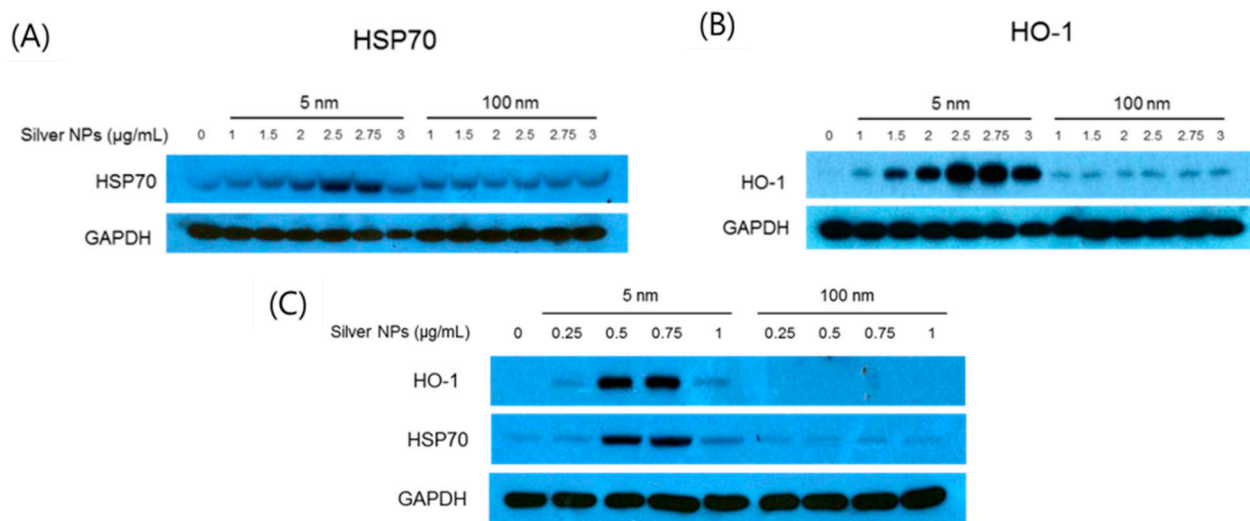 (A)
HSP70
5 nm 100 nm
Silver NPs (µg/mL) 0 1 1.5 2 2.5 2.75 3 1 1.5 2 2.5 2.75 3
HSP70
GAPDH
(B)
HO-1
5 nm 100 nm
0 1 1.5 2 2.5 2.75 3 1 1.5 2 2.5 2.75 3
HO-1
GAPDH
(C)
5 nm 100 nm
Silver NPs (µg/mL) 0 0.25 0.5 0.75 1 0.25 0.5 0.75 1
HO-1
HSP70
GAPDH